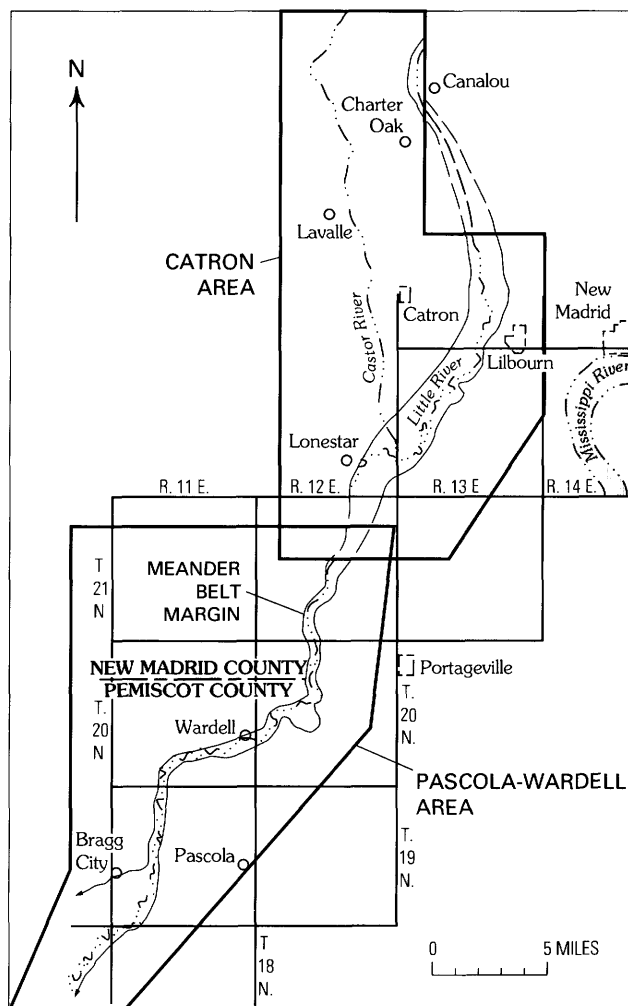 N
Canalou
Charter
Oak
Lavalle
CATRON
AREA
Castor River
Catron
New
Madrid
Lilbourn
Little River
Mississippi River
Lonestar
R. 11 E.
R. 12 E.
R. 13 E.
R. 14 E.
T
21
N
MEANDER
BELT
MARGIN
NEW MADRID COUNTY
PEMISCOT COUNTY
Portageville
T.
20
N
T.
20
N.
Wardell
PASCOLA-WARDELL
AREA
Bragg
City
Pascola
T.
19
N.
T
18
N.
0 5 MILES